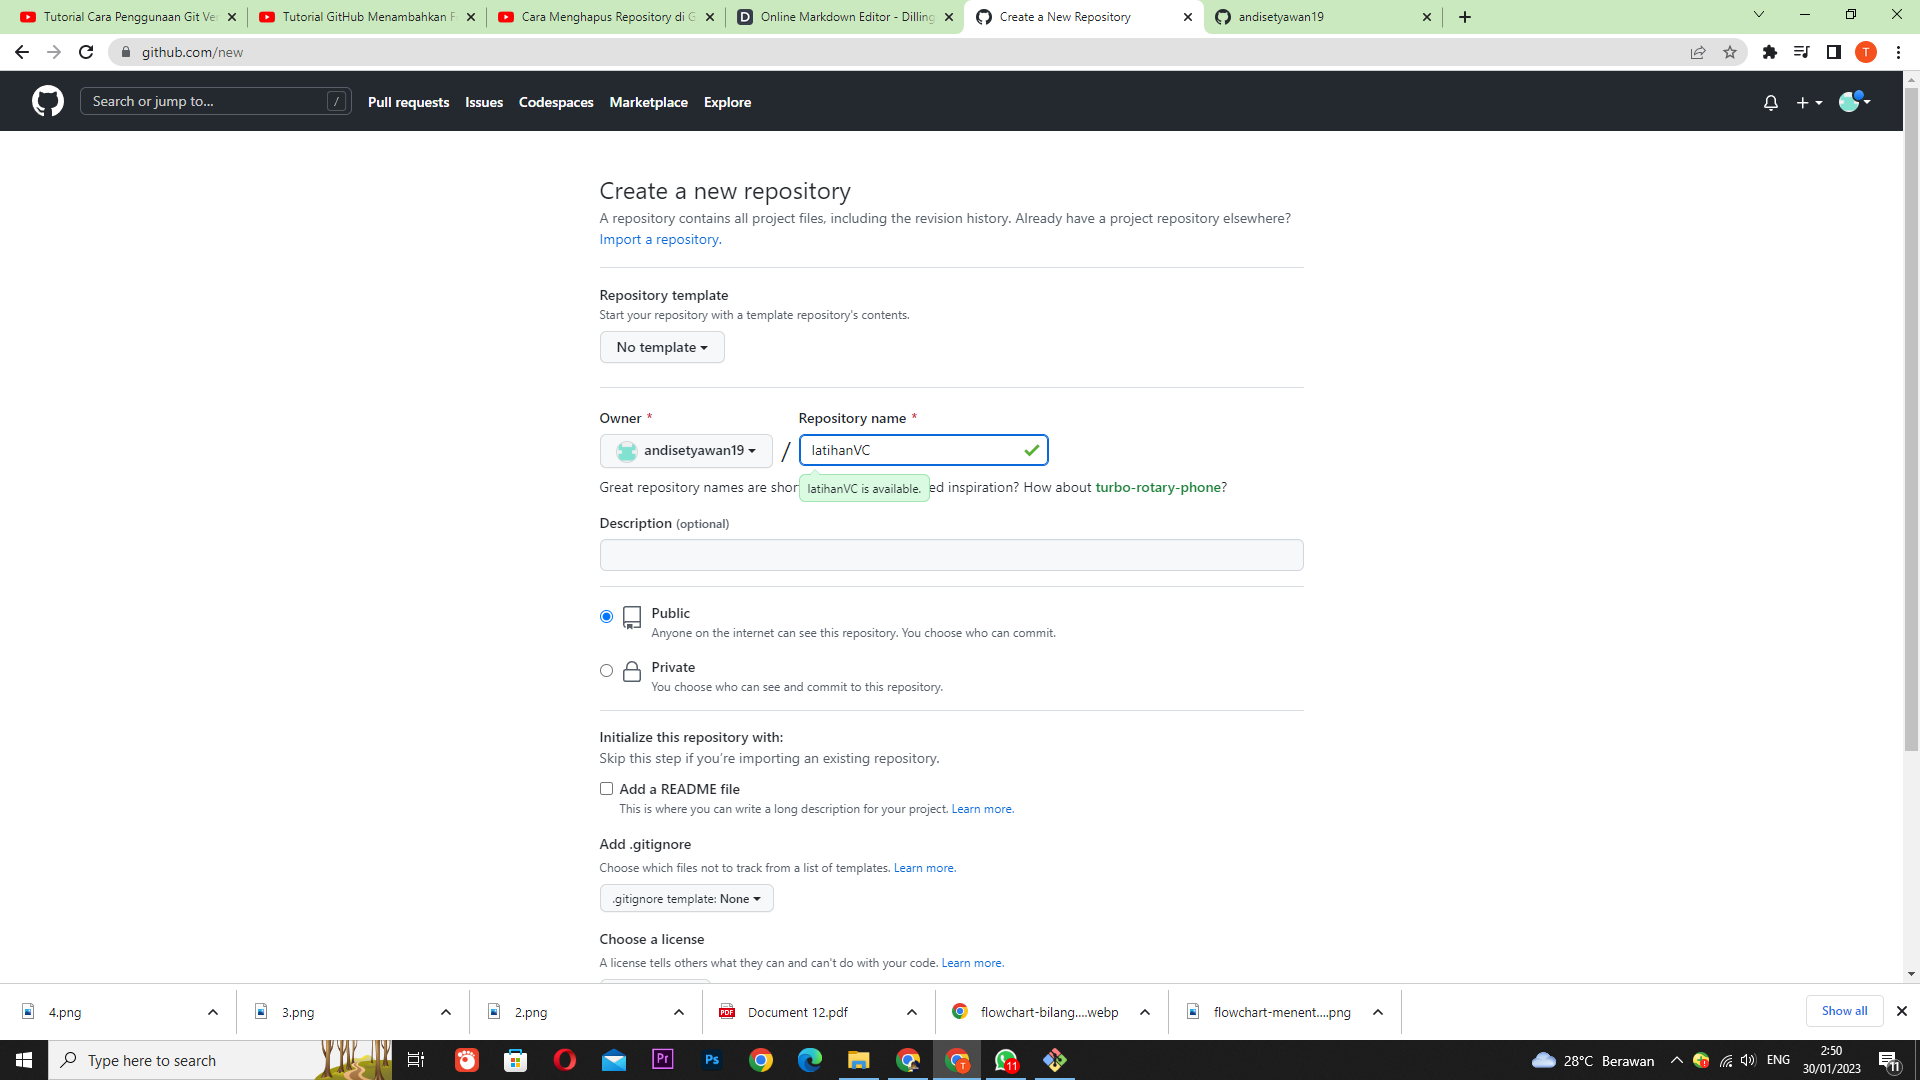 Tutorial Cara Penggunaan Git Ver
Tutorial GitHub Menambahkan F
Cara Menghapus Repository di G
Online Markdown Editor - Dilling
Create a New Repository
andisetyawan19
github.com/new
T
Search or jump to...
/
Pull requests
Issues
Codespaces
Marketplace
Explore
Create a new repository
A repository contains all project files, including the revision history. Already have a project repository elsewhere?
Import a repository.
Repository template
Start your repository with a template repository's contents.
No template
Owner *
Repository name *
andisetyawan19
/
latihanVC
Great repository names are shor
latihanVC is available.
ed inspiration? How about turbo-rotary-phone?
Description (optional)
Public
Anyone on the internet can see this repository. You choose who can commit.
Private
You choose who can see and commit to this repository.
Initialize this repository with:
Skip this step if you're importing an existing repository.
Add a README file
This is where you can write a long description for your project. Learn more.
Add .gitignore
Choose which files not to track from a list of templates. Learn more.
.gitignore template: None
Choose a license
A license tells others what they can and can't do with your code. Learn more.
4.png
3.png
2.png
PDF
Document 12.pdf
flowchart-bilang....webp
flowchart-menent....png
Show all
Type here to search
Pr
Ps
T
11
28°C Berawan
ENG
2:50
30/01/2023
11